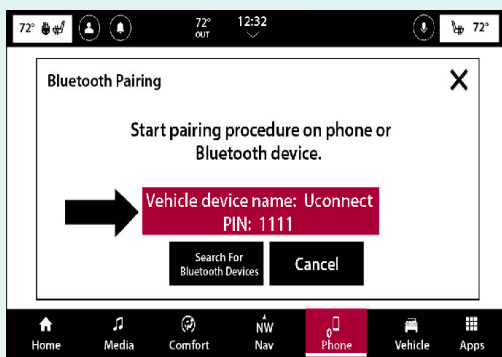 72° 72° OUT 12:32 72°
Bluetooth Pairing X
Start pairing procedure on phone or
Bluetooth device.
Vehicle device name: Uconnect
PIN: 1111
Search For
Bluetooth Devices
Cancel
NW
Home Media Comfort Nav Phone Vehicle Apps